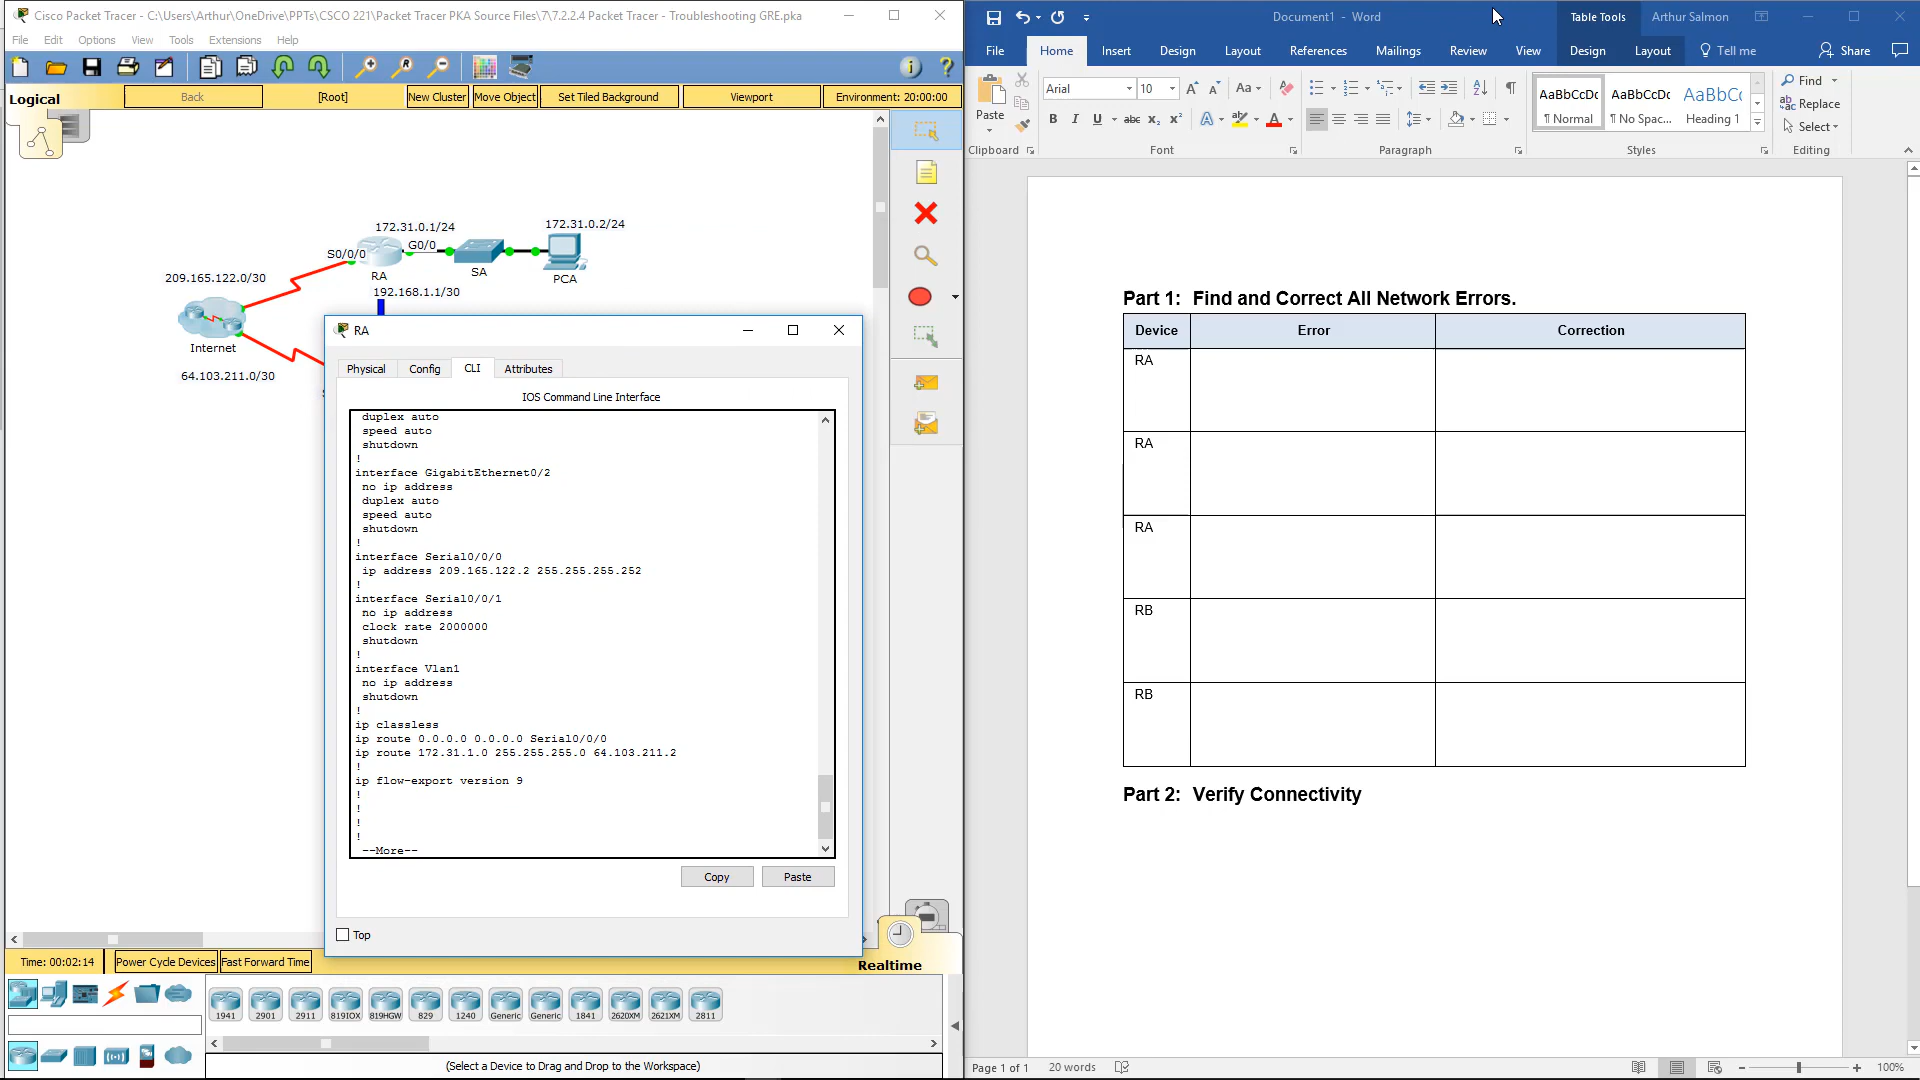 Cisco Packet Tracer - C:\Users\Arthur\OneDrive\PPTs\CSCO 221\Packet Tracer PKA Source Files\7\7.2.2.4 Packet Tracer - Troubleshooting GRE.pka
File Edit Options View Tools Extensions Help
Logical Back [Root] New Cluster Move Object Set Tiled Background Viewport Environment: 20:00:00
172.31.0.1/24
172.31.0.2/24
G0/0
S0/0/0
RA
SA
PCA
209.165.122.0/30
192.168.1.1/30
Internet
64.103.211.0/30
RA
Physical Config CLI Attributes
IOS Command Line Interface
duplex auto
speed auto
shutdown
!
interface GigabitEthernet0/2
no ip address
duplex auto
speed auto
shutdown
!
interface Serial0/0/0
ip address 209.165.122.2 255.255.255.252
!
interface Serial0/0/1
no ip address
clock rate 2000000
shutdown
!
interface Vlan1
no ip address
shutdown
!
ip classless
ip route 0.0.0.0 0.0.0.0 Serial0/0/0
ip route 172.31.1.0 255.255.255.0 64.103.211.2
!
ip flow-export version 9
!
!
!
!
--More--
Copy Paste
Top
Realtime
Time: 00:02:14 Power Cycle Devices Fast Forward Time
1941 2901 2911 819IOX 819HGW 829 1240 Generic Generic 1841 2620XM 2621XM 2811
(Select a Device to Drag and Drop to the Workspace)
Document1 - Word
Table Tools
Arthur Salmon
File Home Insert Design Layout References Mailings Review View Design Layout Tell me Share
Paste
Clipboard
Arial 10
Font
Paragraph
AaBbCcDc AaBbCcDc AaBbCc
¶ Normal ¶ No Spac... Heading 1
Styles
Find
Replace
Select
Editing
Part 1: Find and Correct All Network Errors.
Device Error Correction
RA
RA
RA
RB
RB
Part 2: Verify Connectivity
Page 1 of 1 20 words
100%